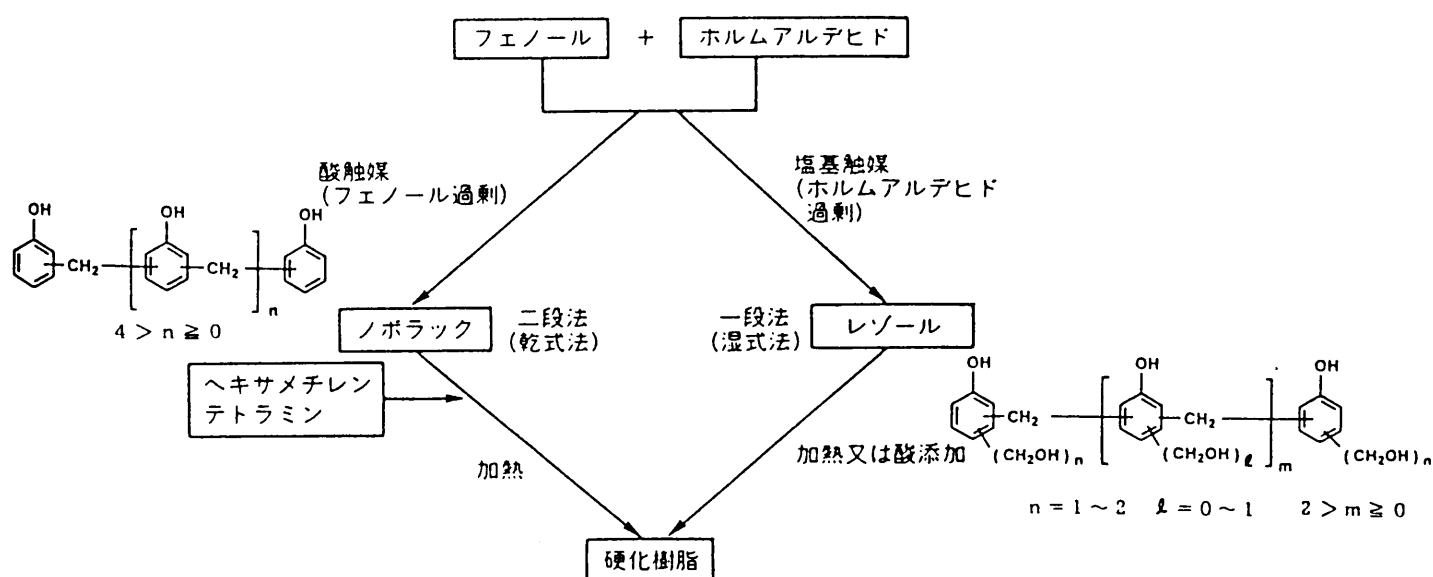 フェノール + ホルムアルデヒド
酸触媒
(フェノール過剰)
塩基触媒
(ホルムアルデヒド
過剰)
OH OH OH
CH₂ CH₂ n
4 > n ≧ 0
ノボラック
二段法
(乾式法)
一段法
(湿式法)
レゾール
ヘキサメチレン
テトラミン
加熱
加熱又は酸添加
OH OH OH
CH₂ CH₂
(CH₂OH)n (CH₂OH)ℓ m (CH₂OH)n
n = 1 ~ 2 ℓ = 0 ~ 1 2 > m ≧ 0
硬化樹脂